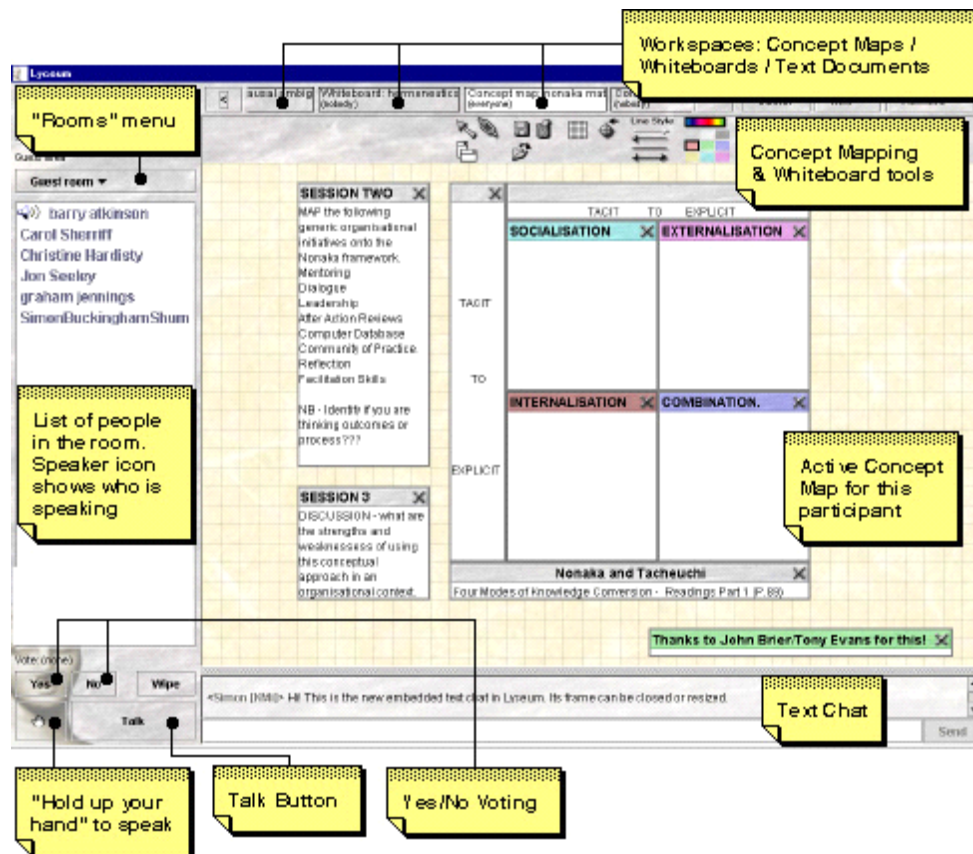 Workspaces: Concept Maps /
Whiteboards / Text Documents
Lyceum
"Rooms" menu
<
ausal ambig
Whiteboard: hermeneutics
(nobody)
Concept map: nonaka mat
(everyone)
(nobody)
Line Style
Concept Mapping
& Whiteboard tools
Guest area
Guest room
barry atkinson
Carol Sherriff
Christine Hardisty
Jon Seeley
graham jennings
SimonBuckinghamShum
List of people
in the room.
Speaker icon
shows who is
speaking
SESSION TWO
MAP the following
generic organisational
initiatives onto the
Nonaka framework.
Mentoring
Dialogue
Leadership
After Action Reviews
Computer Database
Community of Practice.
Reflection
Facilitation Skills
NB - Identify if you are
thinking outcomes or
process???
SESSION 3
DISCUSSION - what are
the strengths and
weaknessess of using
this conceptual
approach in an
organisational context.
TACIT TO EXPLICIT
SOCIALISATION
EXTERNALISATION
TACIT
TO
EXPLICIT
INTERNALISATION
COMBINATION.
Nonaka and Tacheuchi
Four Modes of Knowledge Conversion - Readings Part 1 (P.89)
Active Concept
Map for this
participant
Thanks to John Brier/Tony Evans for this!
Vote: (none)
Yes
No
Wipe
Talk
<Simon [KMi]> Hi! This is the new embedded text chat in Lyceum. Its frame can be closed or resized.
Text Chat
Send
"Hold up your
hand" to speak
Talk Button
Yes/No Voting